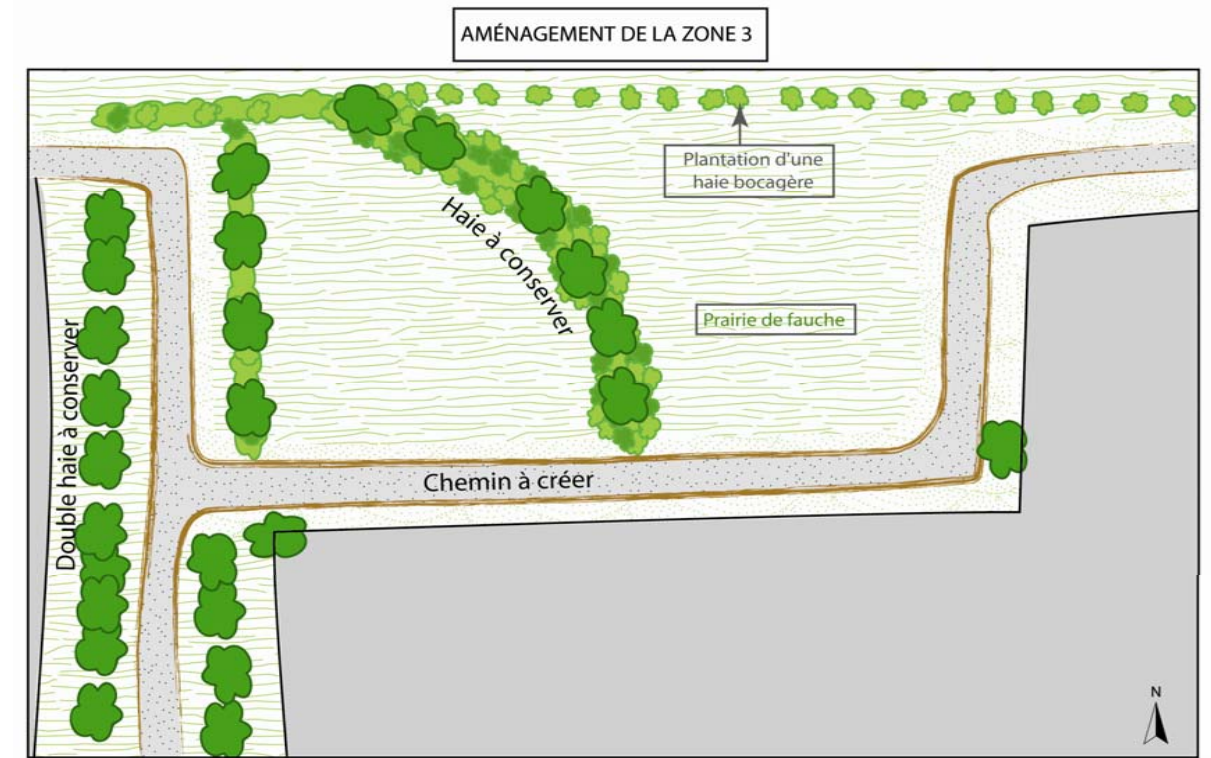 AMÉNAGEMENT DE LA ZONE 3
Plantation d'une
haie bocagère
Haie à conserver
Prairie de fauche
Double haie à conserver
Chemin à créer
N